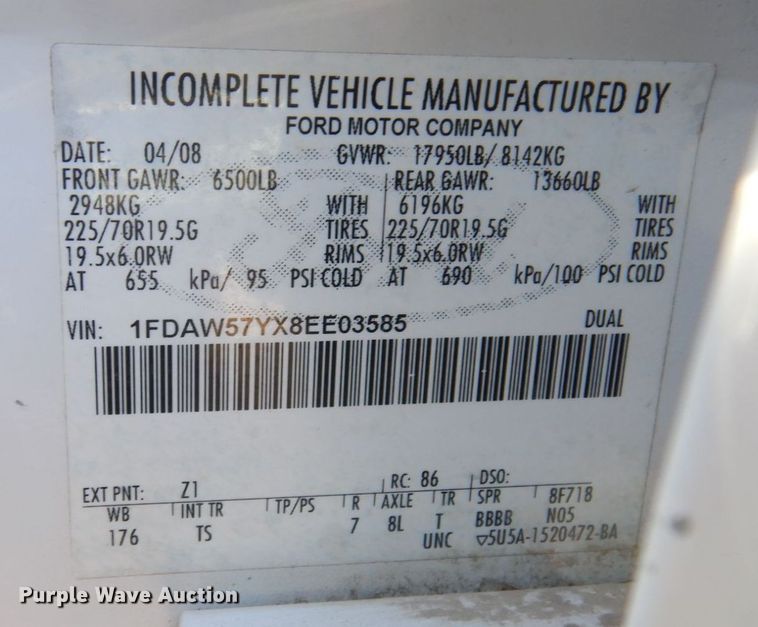 INCOMPLETE VEHICLE MANUFACTURED BY
FORD MOTOR COMPANY
DATE: 04/08 GVWR: 17950LB/ 8142KG
FRONT GAWR: 6500LB REAR GAWR: 13660LB
2948KG WITH 6196KG WITH
225/70R19.5G TIRES 225/70R19.5G TIRES
19.5x6.0RW RIMS 19.5x6.0RW RIMS
AT 655 kPa/ 95 PSI COLD AT 690 kPa/100 PSI COLD
VIN: 1FDAW57YX8EE03585 DUAL
EXT PNT: Z1 RC: 86 DSO:
WB INT TR TP/PS R AXLE TR SPR 8F718
176 TS 7 8L T BBBB N05
UNC ▽5U5A-1520472-BA
Purple Wave Auction